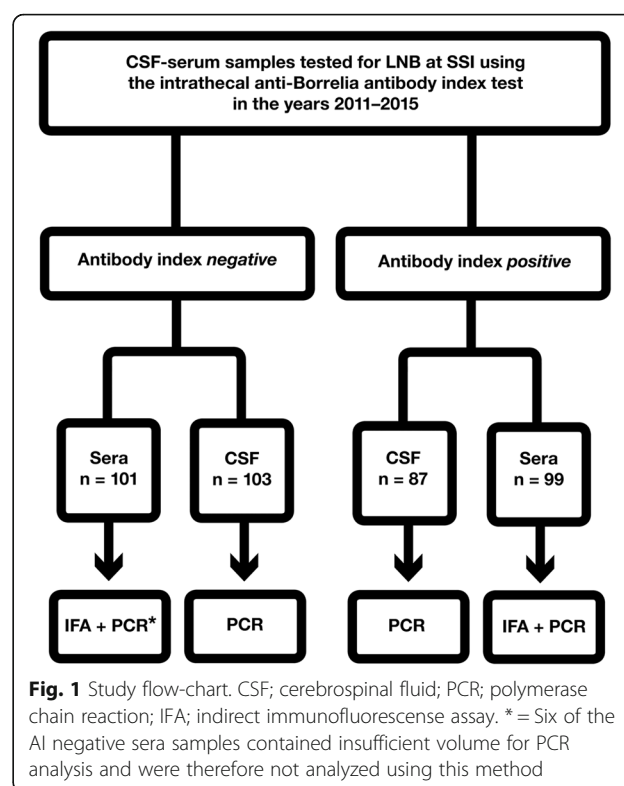 CSF-serum samples tested for LNB at SSI using
the intrathecal anti-Borrelia antibody index test
in the years 2011–2015
Antibody index negative
Antibody index positive
Sera
n = 101
CSF
n = 103
CSF
n = 87
Sera
n = 99
IFA + PCR*
PCR
PCR
IFA + PCR
Fig. 1 Study flow-chart. CSF; cerebrospinal fluid; PCR; polymerase
chain reaction; IFA; indirect immunofluorescense assay. * = Six of the
AI negative sera samples contained insufficient volume for PCR
analysis and were therefore not analyzed using this method